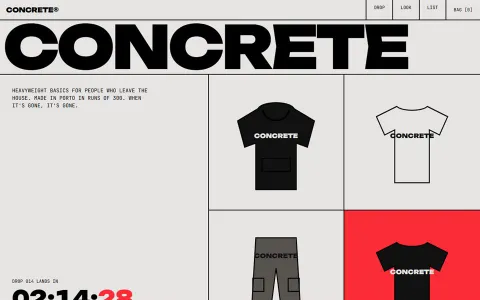 CONCRETE®
DROP
LOOK
LIST
BAG [0]
CONCRETE
HEAVYWEIGHT BASICS FOR PEOPLE WHO LEAVE THE
HOUSE. MADE IN PORTO IN RUNS OF 300. WHEN
IT'S GONE, IT'S GONE.
CONCRETE
CONCRETE
CONCRETE
CONCRETE
DROP 014 LANDS IN
02:14:28